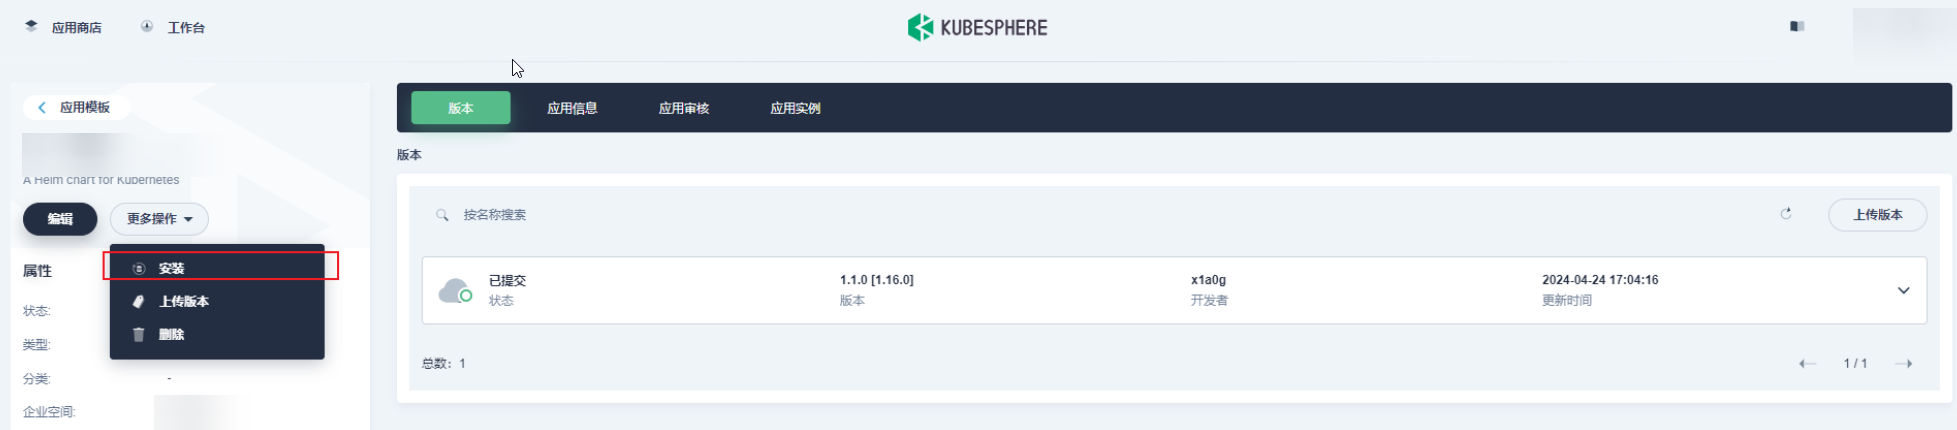 应用商店 工作台 KUBESPHERE
应用模板
版本 应用信息 应用审核 应用实例
版本
A Helm chart for Kubernetes
编辑 更多操作
按名称搜索 上传版本
属性
安装
上传版本
删除
状态:
类型:
分类: -
企业空间:
已提交 1.1.0 [1.16.0] x1a0g 2024-04-24 17:04:16
状态 版本 开发者 更新时间
总数: 1 1 / 1